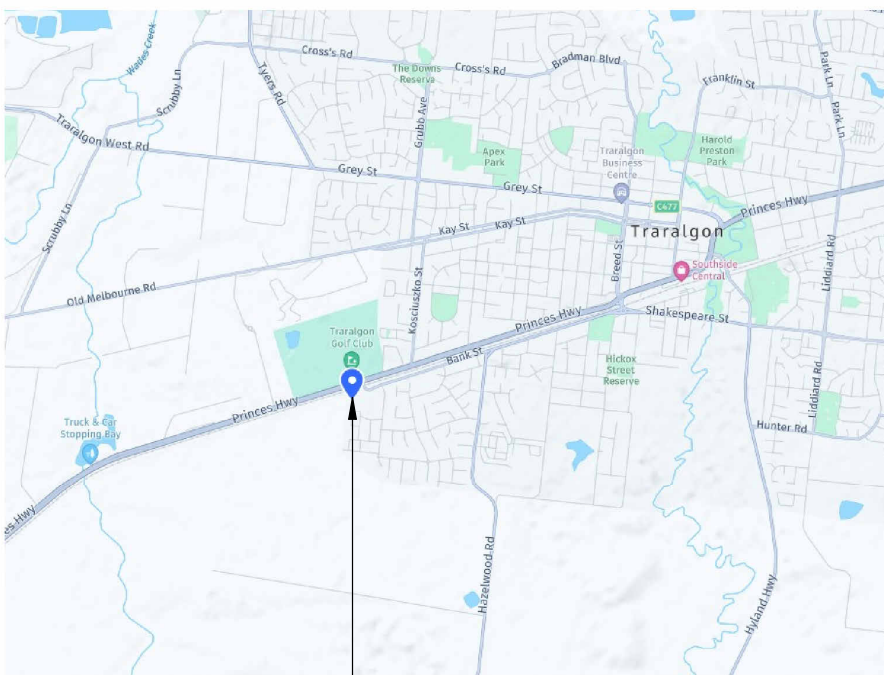 Wades Creek
Scrubby Ln
Tyers Rd
Cross's Rd
The Downs
Reserve
Cross's Rd
Bradman Blvd
Franklin St
Park Ln
Park Ln
Traralgon West Rd
Grubb Ave
Apex
Park
Traralgon
Business
Centre
Harold
Preston
Park
Grey St
Grey St
C477
Princes Hwy
Scrubby Ln
Kay St
Kay St
Traralgon
Breed St
Southside
Central
Liddiard Rd
Old Melbourne Rd
Kosciuszko St
Princes Hwy
Shakespeare St
Traralgon
Golf Club
Bank St
Hickox
Street
Reserve
Liddiard Rd
Princes Hwy
Truck & Car
Stopping Bay
Hunter Rd
es Hwy
Hazelwood Rd
Hyland Hwy